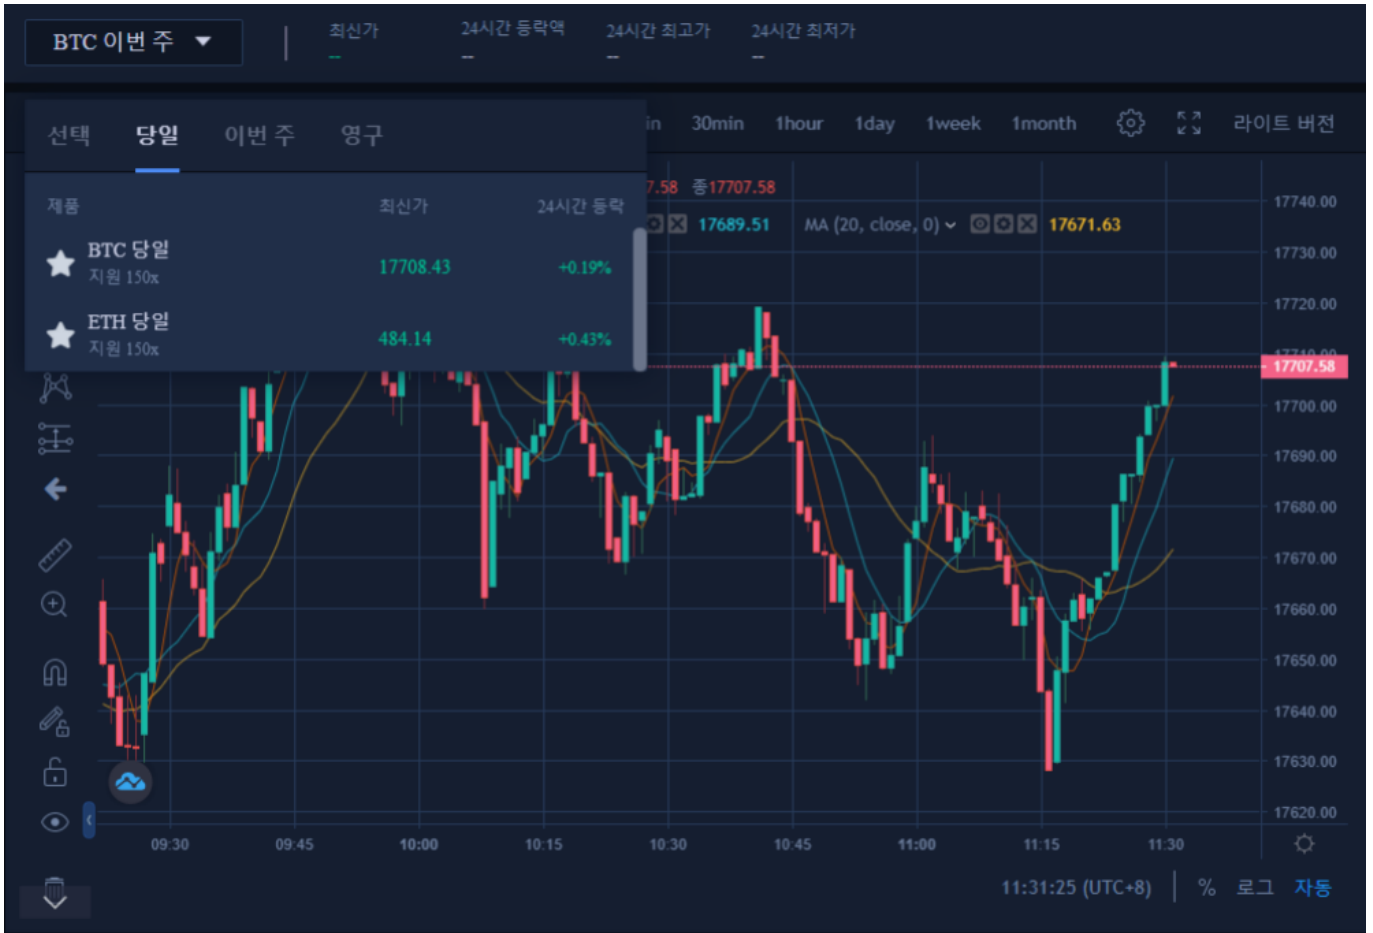 BTC 이번 주
최신가
24시간 등락액
24시간 최고가
24시간 최저가
--
--
--
--
선택
당일
이번 주
영구
in
30min
1hour
1day
1week
1month
라이트 버전
제품
최신가
24시간 등락
BTC 당일
지원 150x
17708.43
+0.19%
ETH 당일
지원 150x
484.14
+0.43%
7.58 종17707.58
17689.51
MA (20, close, 0)
17671.63
17740.00
17730.00
17720.00
17710.00
17707.58
17700.00
17690.00
17680.00
17670.00
17660.00
17650.00
17640.00
17630.00
17620.00
09:30
09:45
10:00
10:15
10:30
10:45
11:00
11:15
11:30
11:31:25 (UTC+8)
%
로그
자동